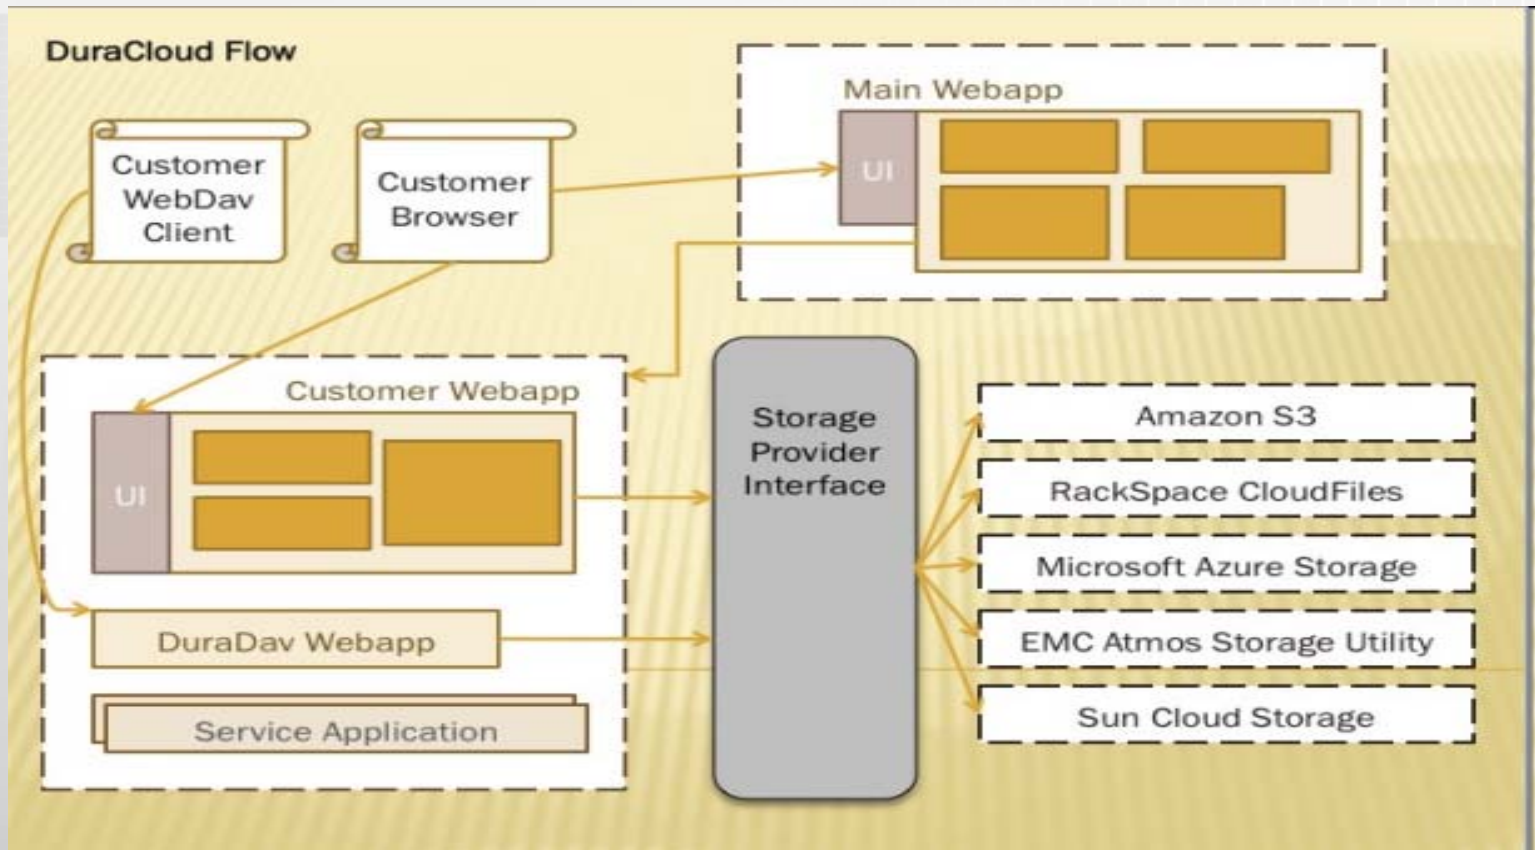 DuraCloud Flow
Customer
WebDav
Client
Customer
Browser
Main Webapp
UI
Customer Webapp
UI
DuraDav Webapp
Service Application
Storage
Provider
Interface
Amazon S3
RackSpace CloudFiles
Microsoft Azure Storage
EMC Atmos Storage Utility
Sun Cloud Storage